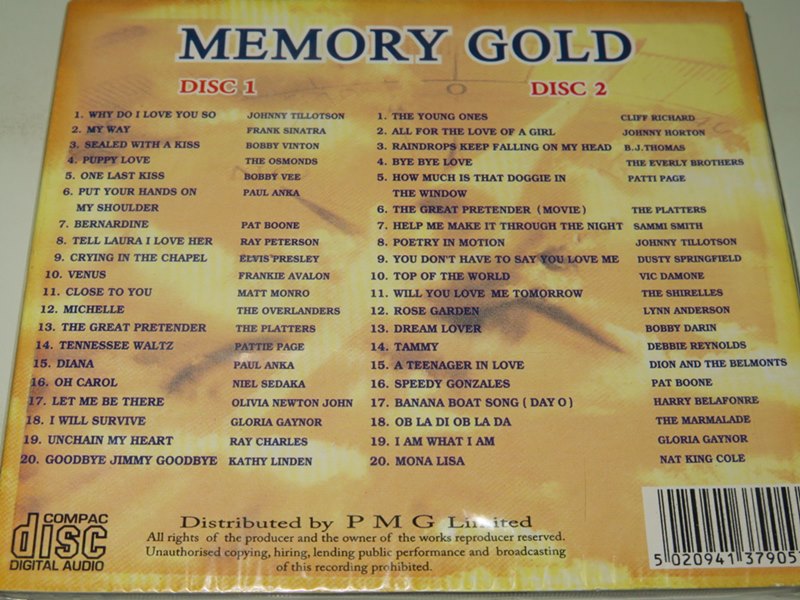 MEMORY GOLD
DISC 1
1. WHY DO I LOVE YOU SO JOHNNY TILLOTSON
2. MY WAY FRANK SINATRA
3. SEALED WITH A KISS BOBBY VINTON
4. PUPPY LOVE THE OSMONDS
5. ONE LAST KISS BOBBY VEE
6. PUT YOUR HANDS ON PAUL ANKA
MY SHOULDER
7. BERNARDINE PAT BOONE
8. TELL LAURA I LOVE HER RAY PETERSON
9. CRYING IN THE CHAPEL ELVIS PRESLEY
10. VENUS FRANKIE AVALON
11. CLOSE TO YOU MATT MONRO
12. MICHELLE THE OVERLANDERS
13. THE GREAT PRETENDER THE PLATTERS
14. TENNESSEE WALTZ PATTIE PAGE
15. DIANA PAUL ANKA
16. OH CAROL NIEL SEDAKA
17. LET ME BE THERE OLIVIA NEWTON JOHN
18. I WILL SURVIVE GLORIA GAYNOR
19. UNCHAIN MY HEART RAY CHARLES
20. GOODBYE JIMMY GOODBYE KATHY LINDEN
DISC 2
1. THE YOUNG ONES CLIFF RICHARD
2. ALL FOR THE LOVE OF A GIRL JOHNNY HORTON
3. RAINDROPS KEEP FALLING ON MY HEAD B.J.THOMAS
4. BYE BYE LOVE THE EVERLY BROTHERS
5. HOW MUCH IS THAT DOGGIE IN PATTI PAGE
THE WINDOW
6. THE GREAT PRETENDER ( MOVIE ) THE PLATTERS
7. HELP ME MAKE IT THROUGH THE NIGHT SAMMI SMITH
8. POETRY IN MOTION JOHNNY TILLOTSON
9. YOU DON'T HAVE TO SAY YOU LOVE ME DUSTY SPRINGFIELD
10. TOP OF THE WORLD VIC DAMONE
11. WILL YOU LOVE ME TOMORROW THE SHIRELLES
12. ROSE GARDEN LYNN ANDERSON
13. DREAM LOVER BOBBY DARIN
14. TAMMY DEBBIE REYNOLDS
15. A TEENAGER IN LOVE DION AND THE BELMONTS
16. SPEEDY GONZALES PAT BOONE
17. BANANA BOAT SONG ( DAY O ) HARRY BELAFONRE
18. OB LA DI OB LA DA THE MARMALADE
19. I AM WHAT I AM GLORIA GAYNOR
20. MONA LISA NAT KING COLE
COMPAC
disc
DIGITAL AUDIO
Distributed by P M G Limited
All rights of the producer and the owner of the works reproducer reserved.
Unauthorised copying, hiring, lending public performance and broadcasting
of this recording prohibited.
5 020941 37905